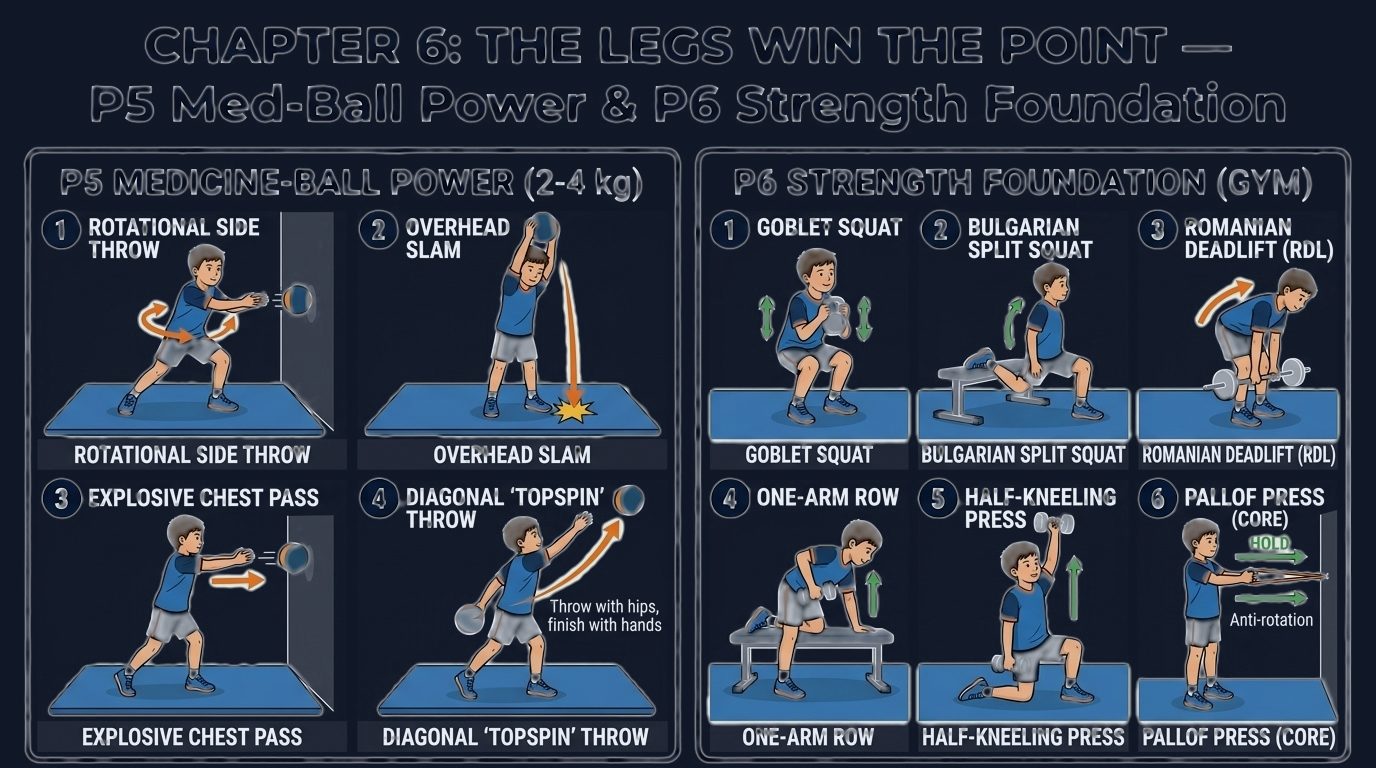 CHAPTER 6: THE LEGS WIN THE POINT —
P5 Med-Ball Power & P6 Strength Foundation
P5 MEDICINE-BALL POWER (2-4 kg)
1 ROTATIONAL SIDE
THROW
ROTATIONAL SIDE THROW
2 OVERHEAD
SLAM
OVERHEAD SLAM
3 EXPLOSIVE CHEST PASS
EXPLOSIVE CHEST PASS
4 DIAGONAL ‘TOPSPIN’
THROW
Throw with hips,
finish with hands
DIAGONAL ‘TOPSPIN’ THROW
P6 STRENGTH FOUNDATION (GYM)
1 GOBLET SQUAT
GOBLET SQUAT
2 BULGARIAN
SPLIT SQUAT
BULGARIAN SPLIT SQUAT
3 ROMANIAN
DEADLIFT (RDL)
ROMANIAN DEADLIFT (RDL)
4 ONE-ARM ROW
ONE-ARM ROW
5 HALF-KNEELING
PRESS
HALF-KNEELING PRESS
6 PALLOF PRESS
(CORE)
HOLD
Anti-rotation
PALLOF PRESS (CORE)